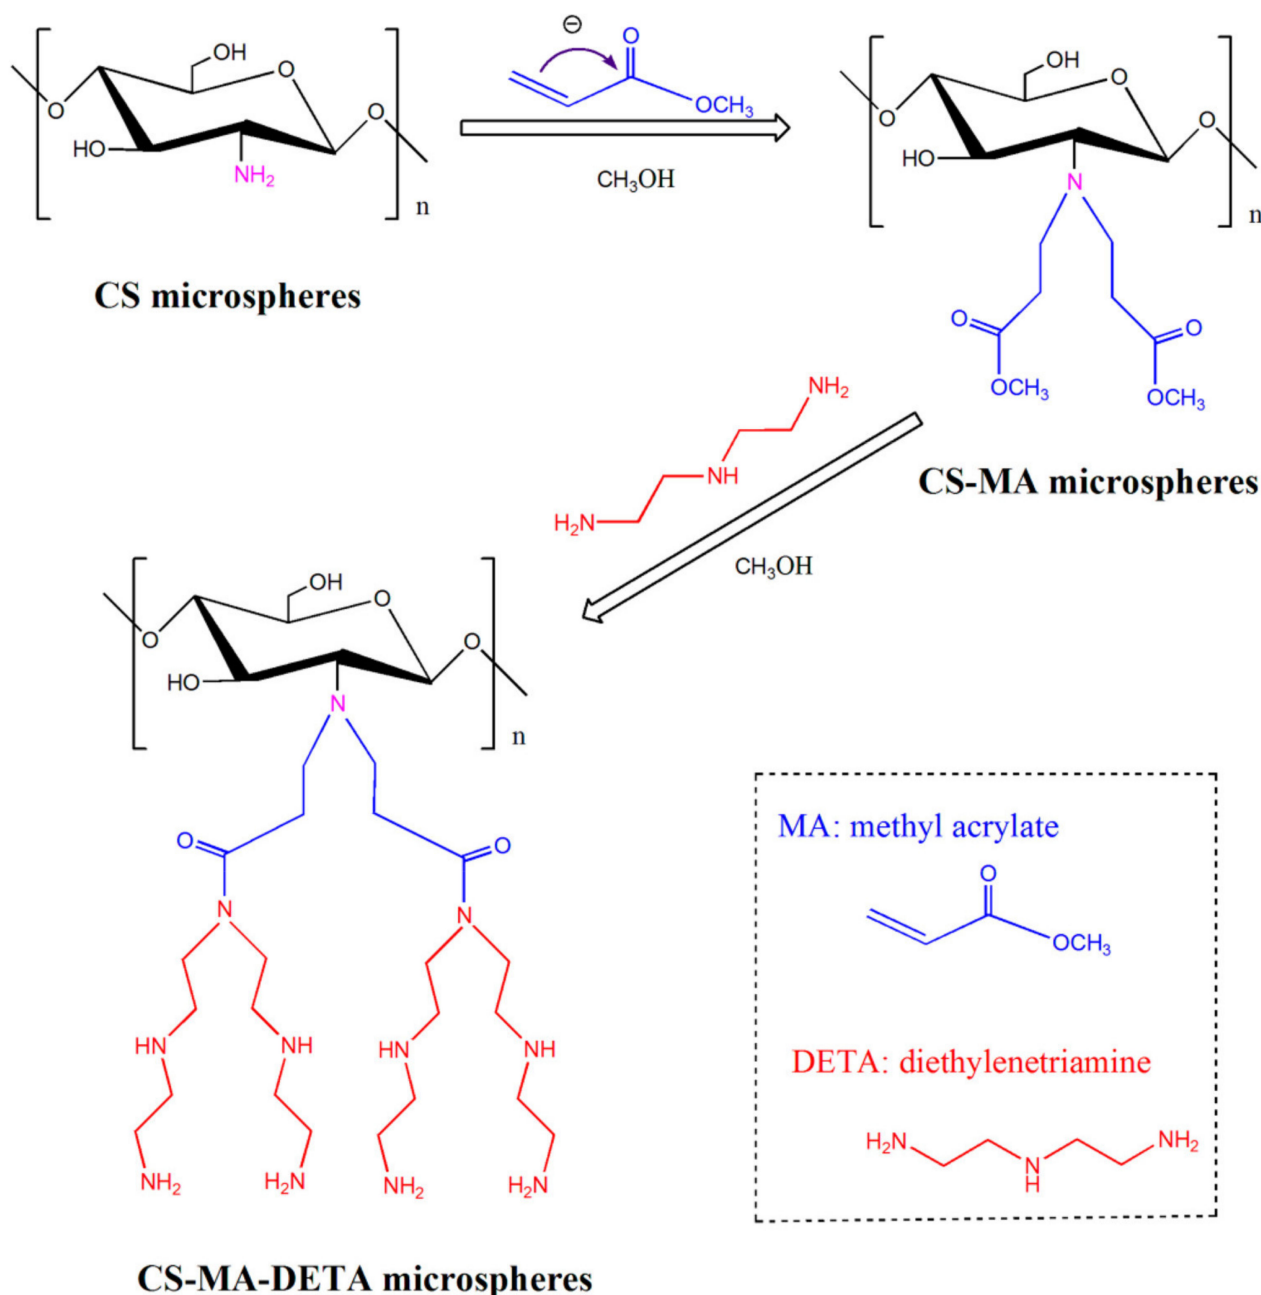 ⊖
O
OH
O
O
O
HO
NH₂
n
OCH₃
CH₃OH
CS microspheres
OH
O
O
O
HO
N
n
O
O
OCH₃
OCH₃
CS-MA microspheres
NH₂
NH
H₂N
CH₃OH
OH
O
O
O
HO
N
n
O
O
N
N
HN
NH
HN
NH
NH₂
H₂N
NH₂
H₂N
CS-MA-DETA microspheres
MA: methyl acrylate
O
OCH₃
DETA: diethylenetriamine
H₂N
N
H
NH₂